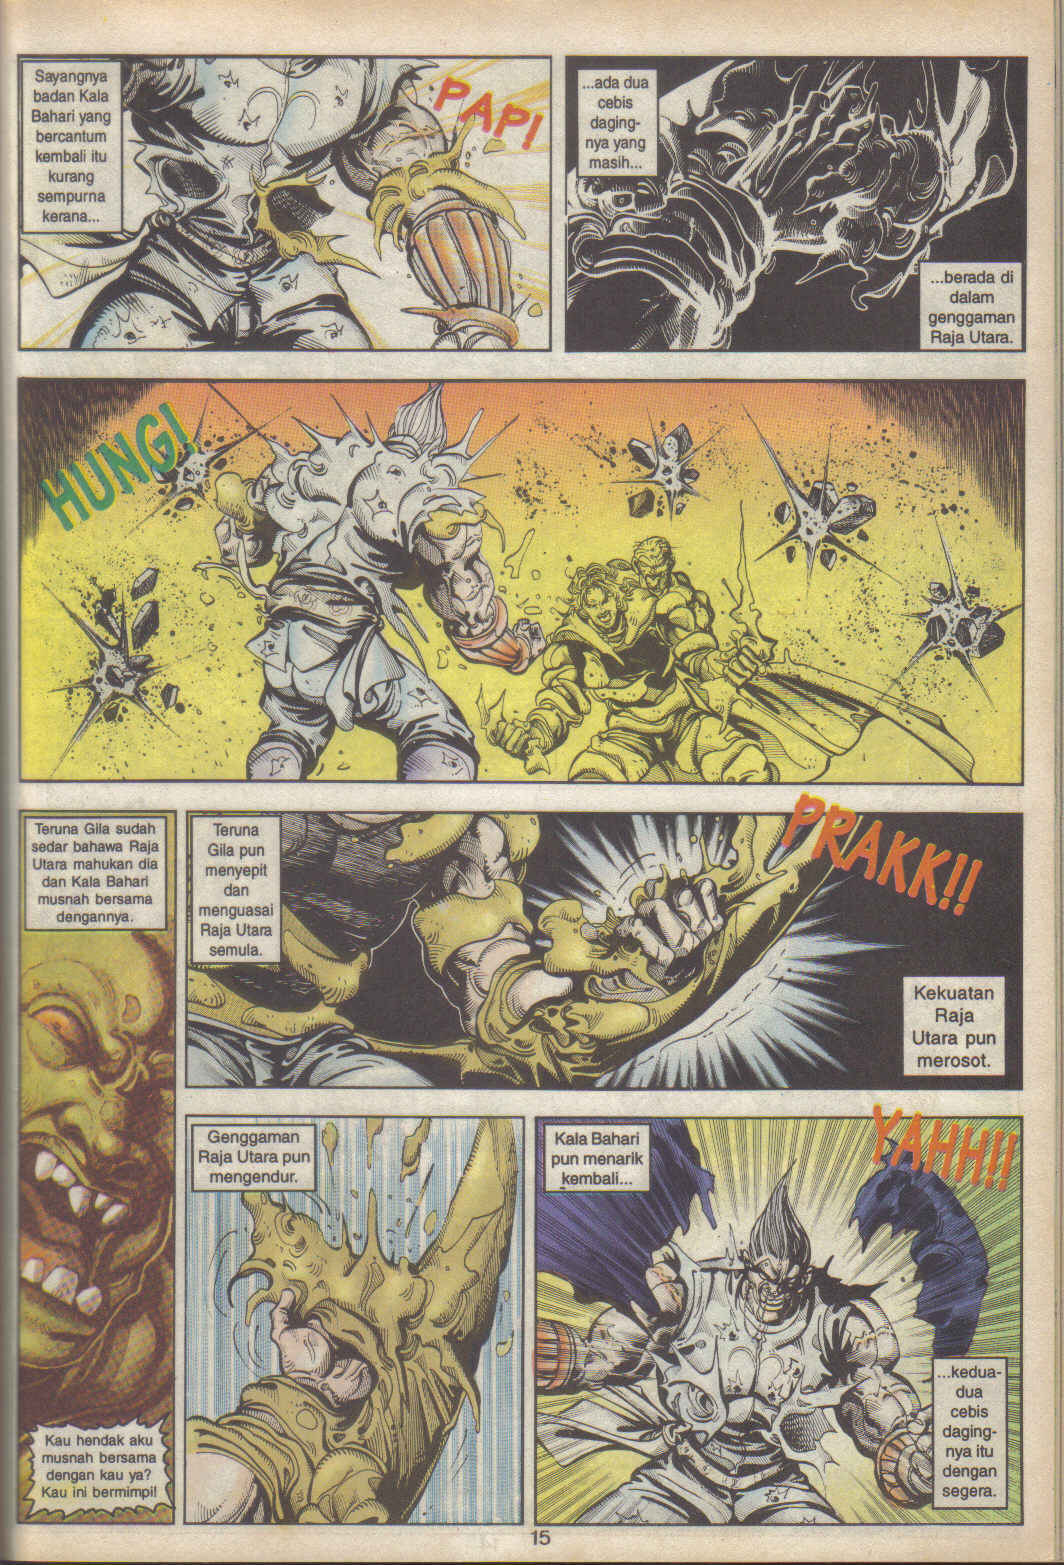 Sayangnya
badan Kala
Bahari yang
bercantum
kembali itu
kurang
sempurna
kerana...
PAP!
...ada dua
cebis
daging-
nya yang
masih...
...berada di
dalam
genggaman
Raja Utara.
HUNG!
Teruna Gila sudah
sedar bahawa Raja
Utara mahukan dia
dan Kala Bahari
musnah bersama
dengannya.
Kau hendak aku
musnah bersama
dengan kau ya?
Kau ini bermimpi!
Teruna
Gila pun
menyepit
dan
menguasai
Raja Utara
semula.
PRAKK!!
Kekuatan
Raja
Utara pun
merosot.
Genggaman
Raja Utara pun
mengendur.
Kala Bahari
pun menarik
kembali...
YAHH!!
...kedua-
dua
cebis
daging-
nya itu
dengan
segera.
15